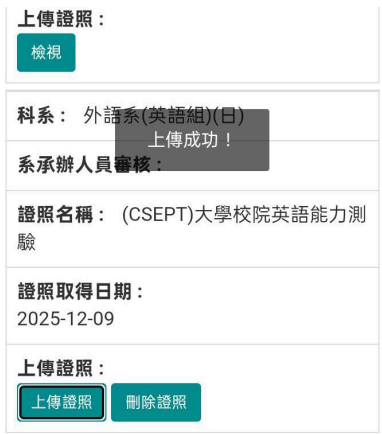 上傳證照：
檢視
科系： 外語系(英語組)(日)
上傳成功！
系承辦人員審核：
證照名稱： (CSEPT)大學校院英語能力測
驗
證照取得日期：
2025-12-09
上傳證照：
上傳證照 刪除證照